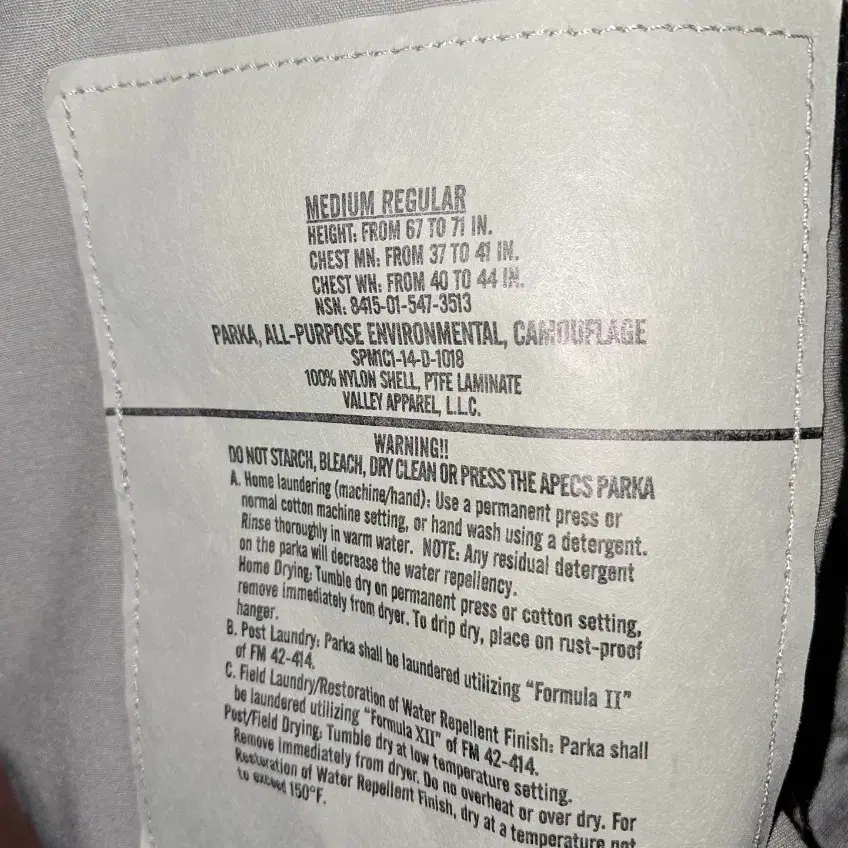 MEDIUM REGULAR
HEIGHT: FROM 67 TO 71 IN.
CHEST MN: FROM 37 TO 41 IN.
CHEST WN: FROM 40 TO 44 IN.
NSN: 8415-01-547-3513
PARKA, ALL-PURPOSE ENVIRONMENTAL, CAMOUFLAGE
SPM1C1-14-D-1018
100% NYLON SHELL, PTFE LAMINATE
VALLEY APPAREL, L.L.C.
WARNING!!
DO NOT STARCH, BLEACH, DRY CLEAN OR PRESS THE APECS PARKA
A. Home laundering (machine/hand): Use a permanent press or
normal cotton machine setting, or hand wash using a detergent.
Rinse thoroughly in warm water. NOTE: Any residual detergent
on the parka will decrease the water repellency.
Home Drying: Tumble dry on permanent press or cotton setting,
remove immediately from dryer. To drip dry, place on rust-proof
hanger.
B. Post Laundry: Parka shall be laundered utilizing "Formula II"
of FM 42-414.
C. Field Laundry/Restoration of Water Repellent Finish: Parka shall
be laundered utilizing "Formula XII" of FM 42-414.
Post/Field Drying: Tumble dry at low temperature setting.
Remove immediately from dryer. Do no overheat or over dry. For
Restoration of Water Repellent Finish, dry at a temperature not
to exceed 150°F.